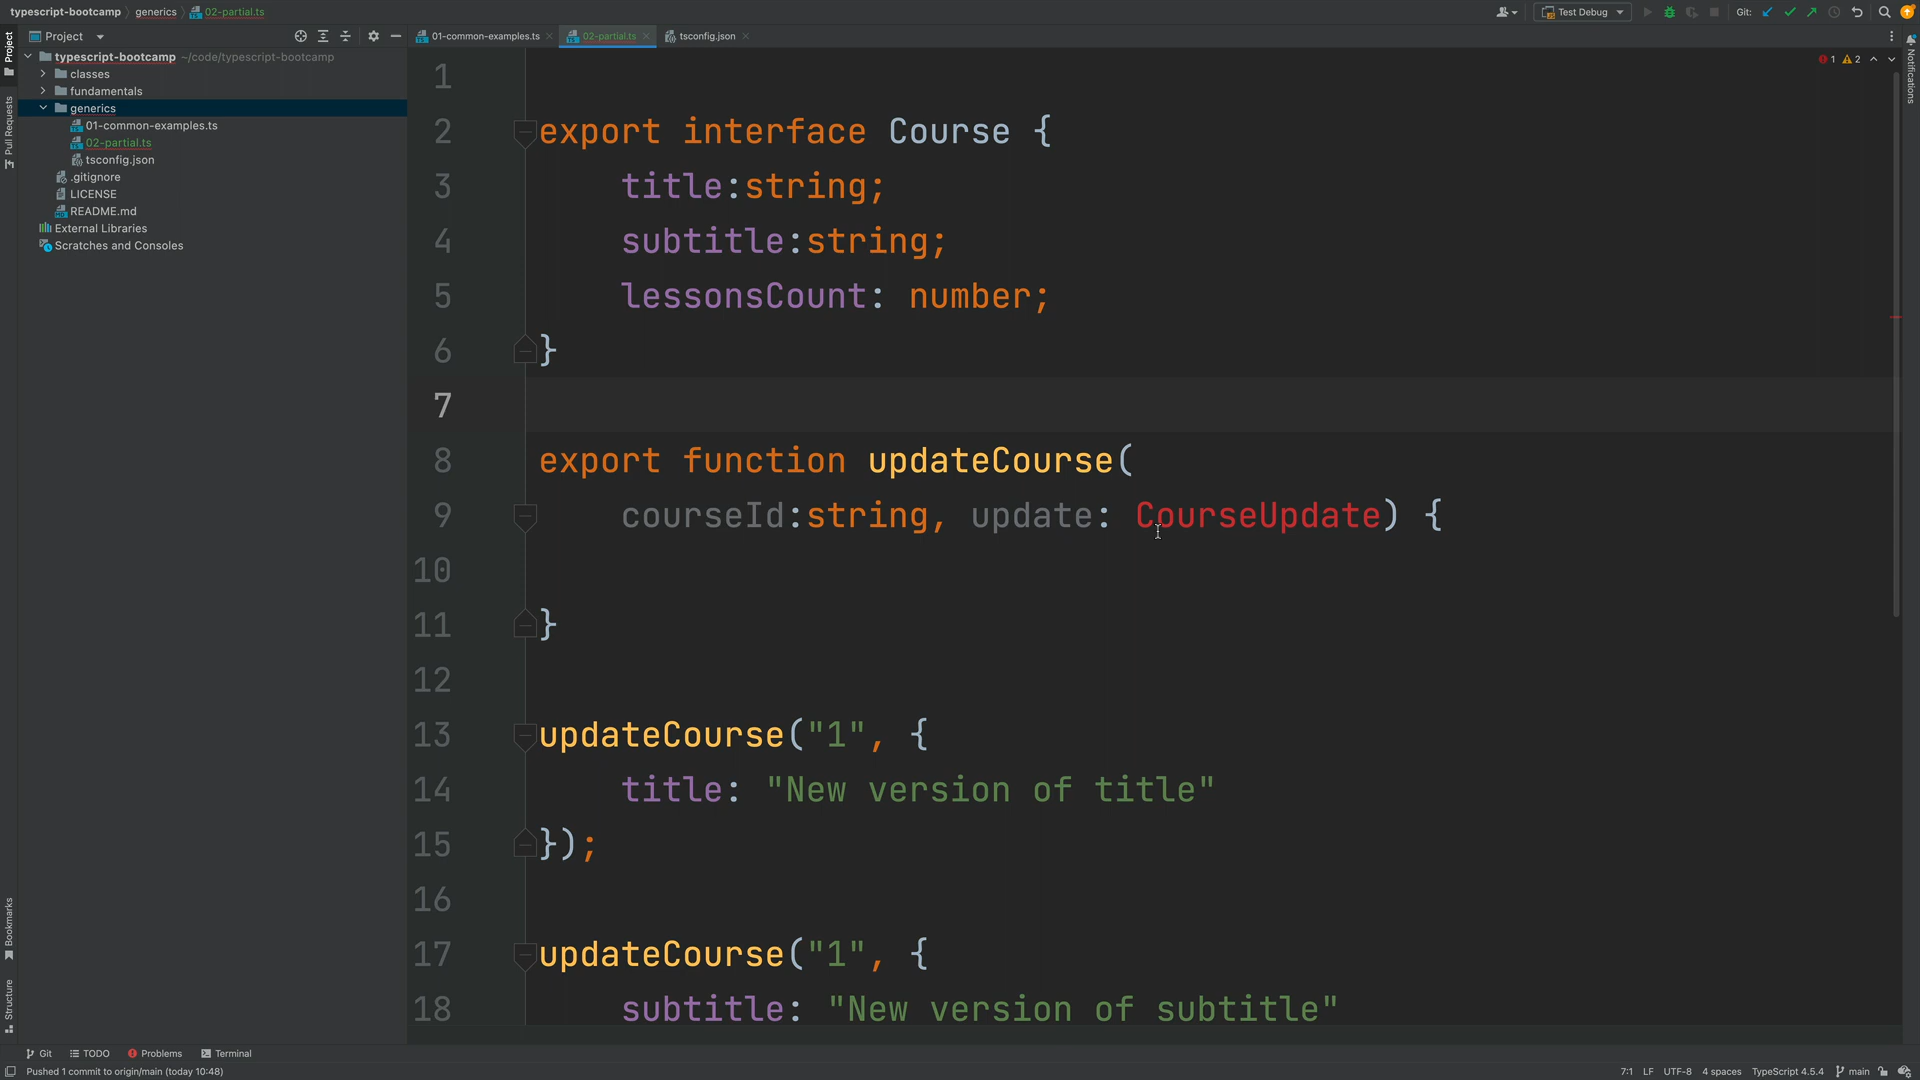 typescript-bootcamp generics 02-partial.ts
Test Debug
Git:
Project
01-common-examples.ts
02-partial.ts
tsconfig.json
1 2
typescript-bootcamp ~/code/typescript-bootcamp
classes
fundamentals
generics
01-common-examples.ts
02-partial.ts
tsconfig.json
.gitignore
LICENSE
README.md
External Libraries
Scratches and Consoles
Project
Pull Requests
Bookmarks
Structure
Notifications
1
2 export interface Course {
3 title:string;
4 subtitle:string;
5 lessonsCount: number;
6 }
7
8 export function updateCourse(
9 courseId:string, update: CourseUpdate) {
10
11 }
12
13 updateCourse("1", {
14 title: "New version of title"
15 });
16
17 updateCourse("1", {
18 subtitle: "New version of subtitle"
Git TODO Problems Terminal
Pushed 1 commit to origin/main (today 10:48)
7:1 LF UTF-8 4 spaces TypeScript 4.5.4 main